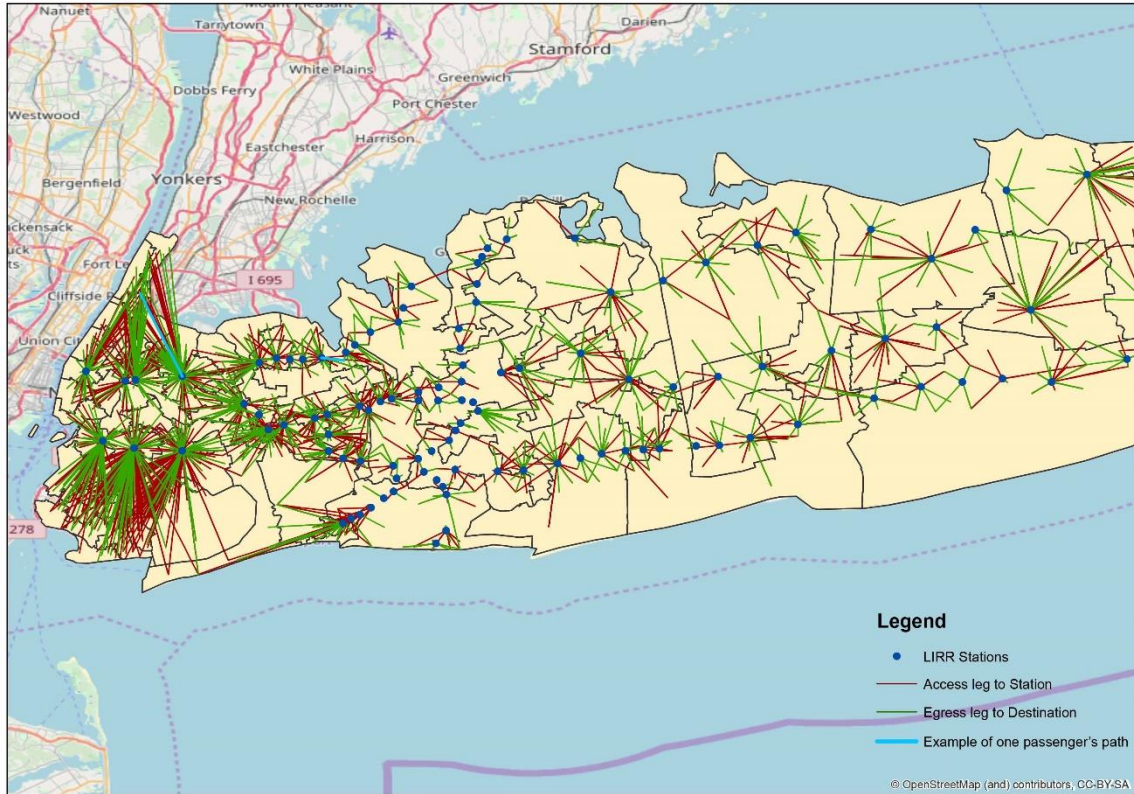 Nanuet
Tarrytown
Darien
Stamford
White Plains
Greenwich
Dobbs Ferry
Port Chester
Westwood
Harrison
Eastchester
Bergenfield
Yonkers
New Rochelle
ackensack
Fort Le
I 695
Cliffside P
Union Cit
278
Legend
LIRR Stations
Access leg to Station
Egress leg to Destination
Example of one passenger's path
© OpenStreetMap (and) contributors, CC-BY-SA